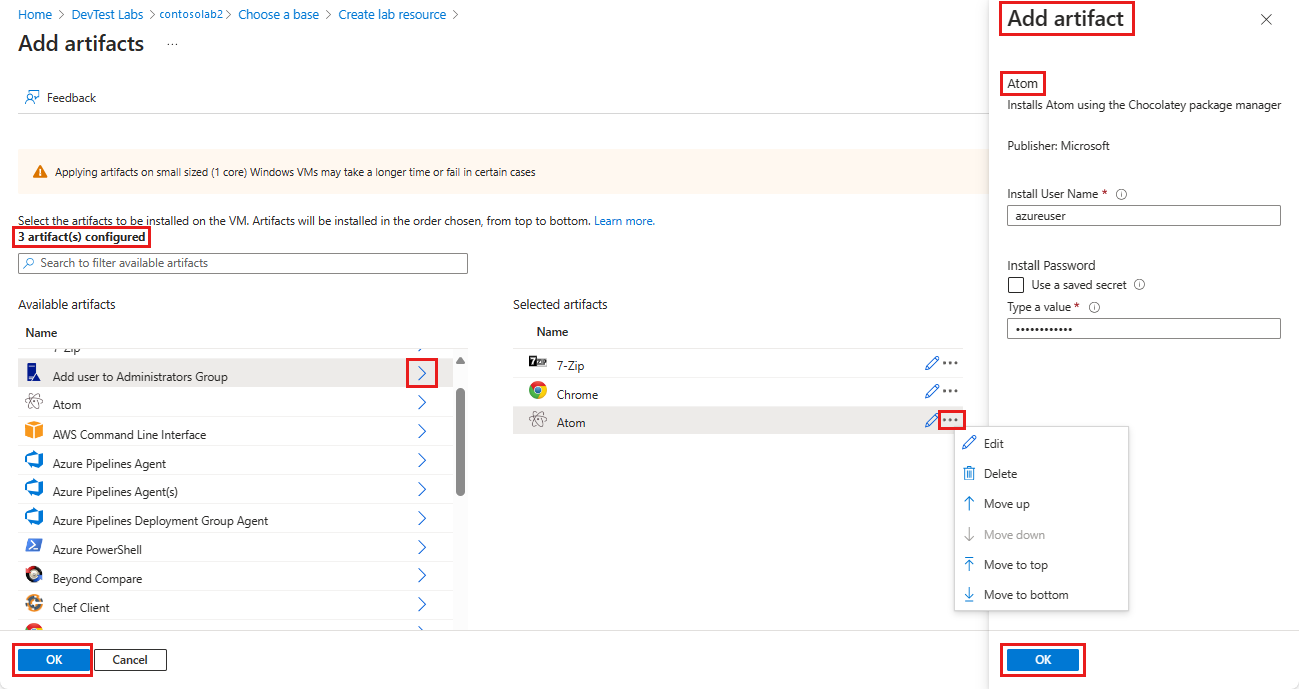 Home > DevTest Labs > contosolab2 > Choose a base > Create lab resource >
Add artifacts ...
Feedback
Applying artifacts on small sized (1 core) Windows VMs may take a longer time or fail in certain cases
Select the artifacts to be installed on the VM. Artifacts will be installed in the order chosen, from top to bottom. Learn more.
3 artifact(s) configured
Search to filter available artifacts
Available artifacts
Name
7-Zip
Add user to Administrators Group
Atom
AWS Command Line Interface
Azure Pipelines Agent
Azure Pipelines Agent(s)
Azure Pipelines Deployment Group Agent
Azure PowerShell
Beyond Compare
Chef Client
OK
Cancel
Selected artifacts
Name
7-Zip
Chrome
Atom
Edit
Delete
Move up
Move down
Move to top
Move to bottom
Add artifact
Atom
Installs Atom using the Chocolatey package manager
Publisher: Microsoft
Install User Name *
azureuser
Install Password
Use a saved secret
Type a value *
••••••••••••
OK